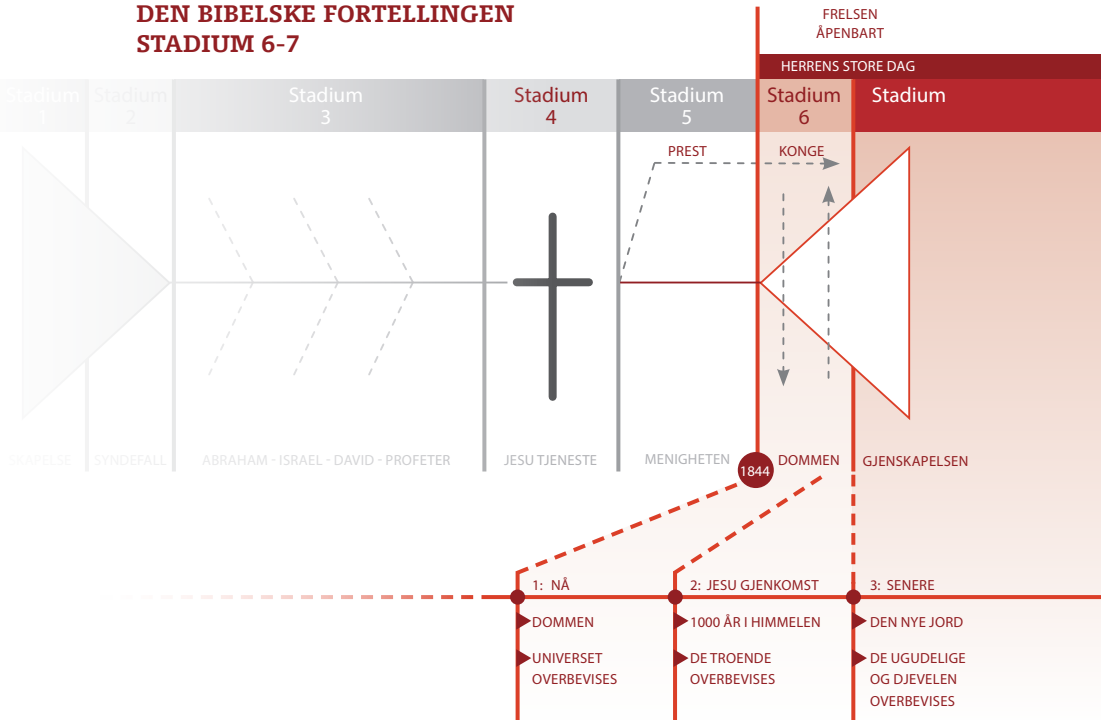 DEN BIBELSKE FORTELLINGEN
STADIUM 6-7
FRELSEN
ÅPENBART
HERRENS STORE DAG
Stadium
1
Stadium
2
Stadium
3
Stadium
4
Stadium
5
Stadium
6
Stadium
PREST
KONGE
SKAPELSE
SYNDEFALL
ABRAHAM - ISRAEL - DAVID - PROFETER
JESU TJENESTE
MENIGHETEN
1844
DOMMEN
GJENSKAPELSEN
1: NÅ
DOMMEN
UNIVERSET
OVERBEVISES
2: JESU GJENKOMST
1000 ÅR I HIMMELEN
DE TROENDE
OVERBEVISES
3: SENERE
DEN NYE JORD
DE UGUDELIGE
OG DJEVELEN
OVERBEVISES